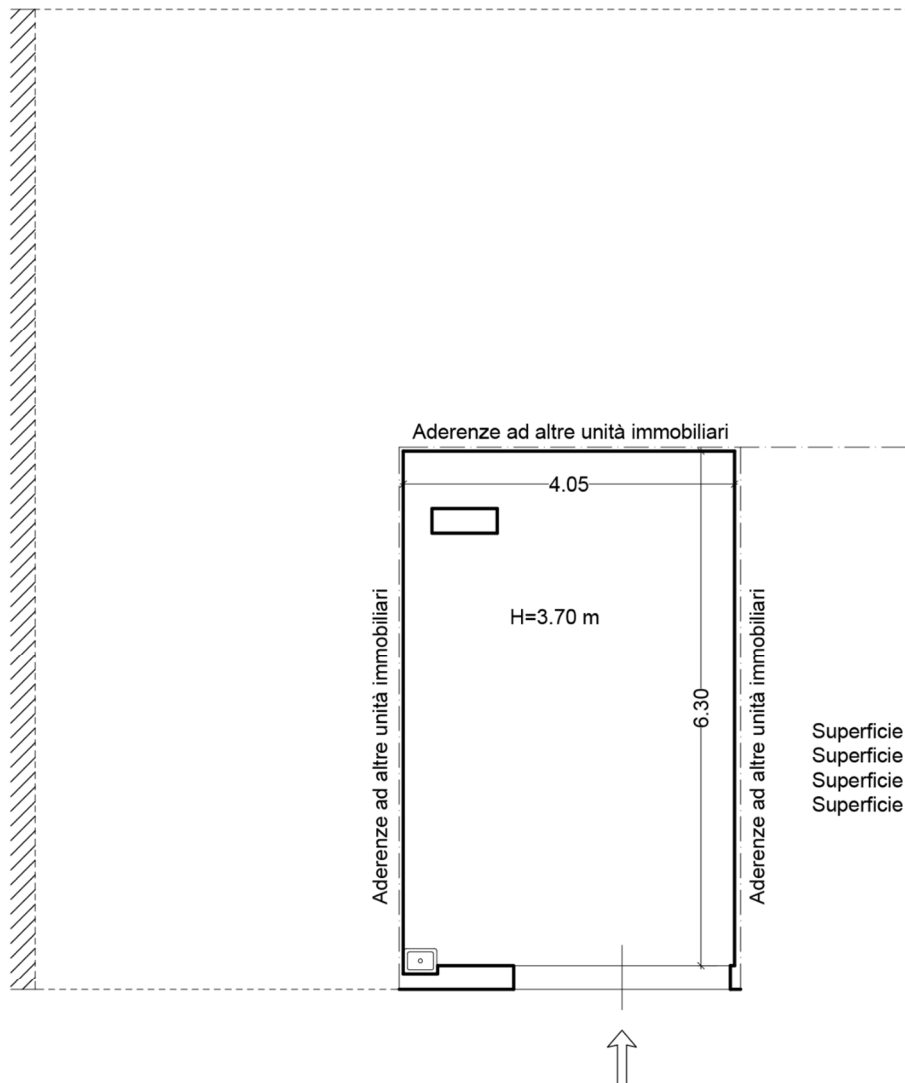 Aderenze ad altre unità immobiliari
4.05
H=3.70 m
Aderenze ad altre unità immobiliari
6.30
Aderenze ad altre unità immobiliari
Superficie
Superficie
Superficie
Superficie